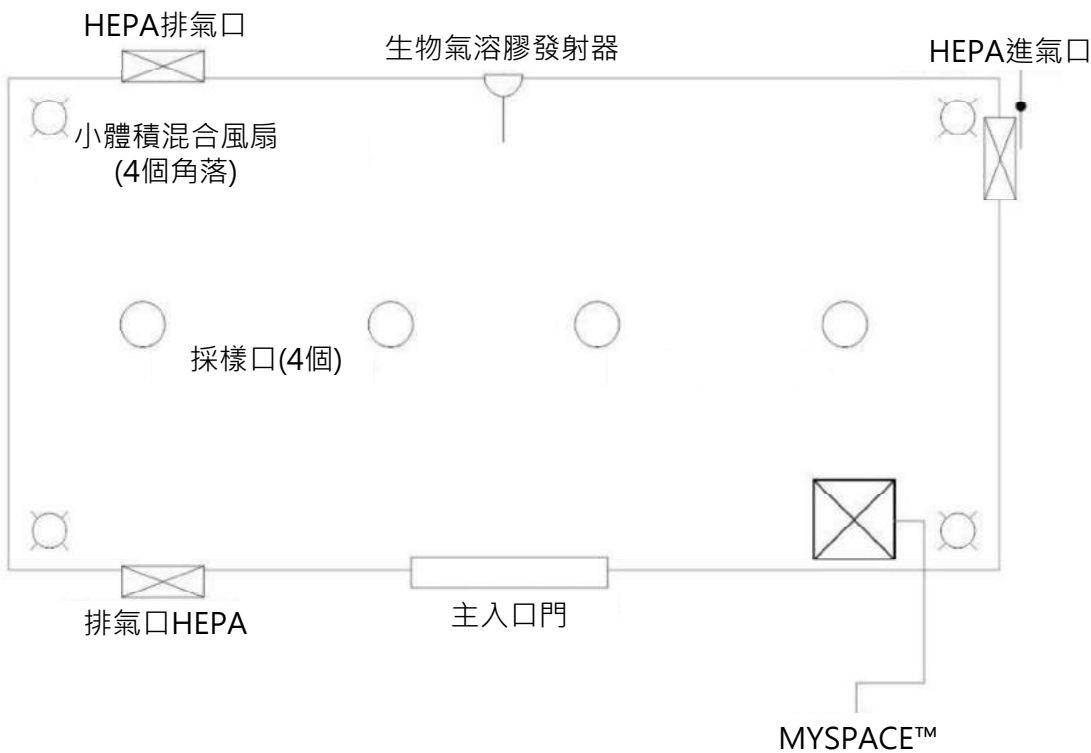 HEPA排氣口
生物氣溶膠發射器
HEPA進氣口
小體積混合風扇
(4個角落)
採樣口(4個)
排氣口HEPA
主入口門
MYSPACE™